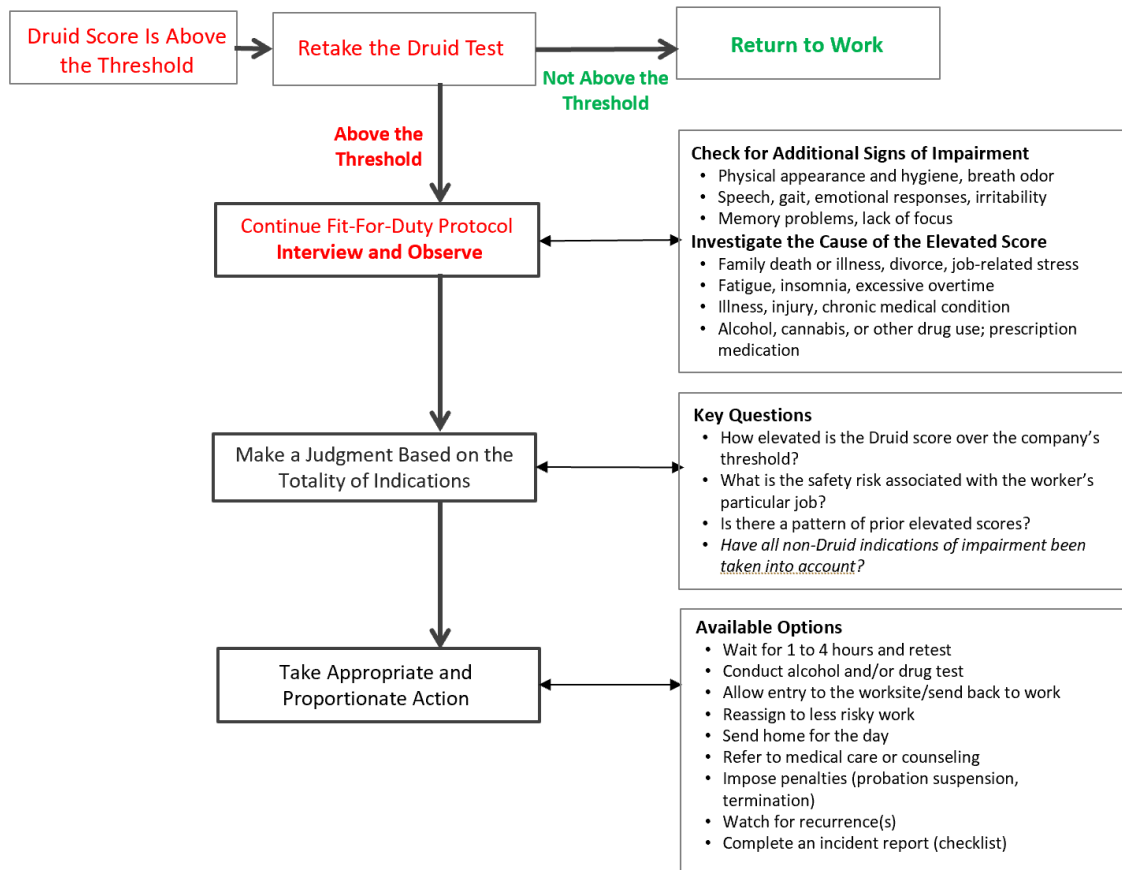 Druid Score Is Above
the Threshold
Retake the Druid Test
Return to Work
Not Above the
Threshold
Above the
Threshold
Continue Fit-For-Duty Protocol
Interview and Observe
Check for Additional Signs of Impairment
• Physical appearance and hygiene, breath odor
• Speech, gait, emotional responses, irritability
• Memory problems, lack of focus
Investigate the Cause of the Elevated Score
• Family death or illness, divorce, job-related stress
• Fatigue, insomnia, excessive overtime
• Illness, injury, chronic medical condition
• Alcohol, cannabis, or other drug use; prescription
medication
Make a Judgment Based on the
Totality of Indications
Key Questions
• How elevated is the Druid score over the company's
threshold?
• What is the safety risk associated with the worker's
particular job?
• Is there a pattern of prior elevated scores?
• Have all non-Druid indications of impairment been
taken into account?
Take Appropriate and
Proportionate Action
Available Options
• Wait for 1 to 4 hours and retest
• Conduct alcohol and/or drug test
• Allow entry to the worksite/send back to work
• Reassign to less risky work
• Send home for the day
• Refer to medical care or counseling
• Impose penalties (probation suspension,
termination)
• Watch for recurrence(s)
• Complete an incident report (checklist)